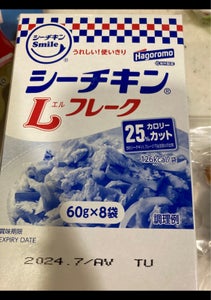 シーチキン
Smile
うれしい!使いきり
Hagoromo
シーチキン®
Lフレーク
エル
25%カロリーカット
60g×8袋
調理例
賞味期限
EXPIRY DATE
2024.7/AV TU